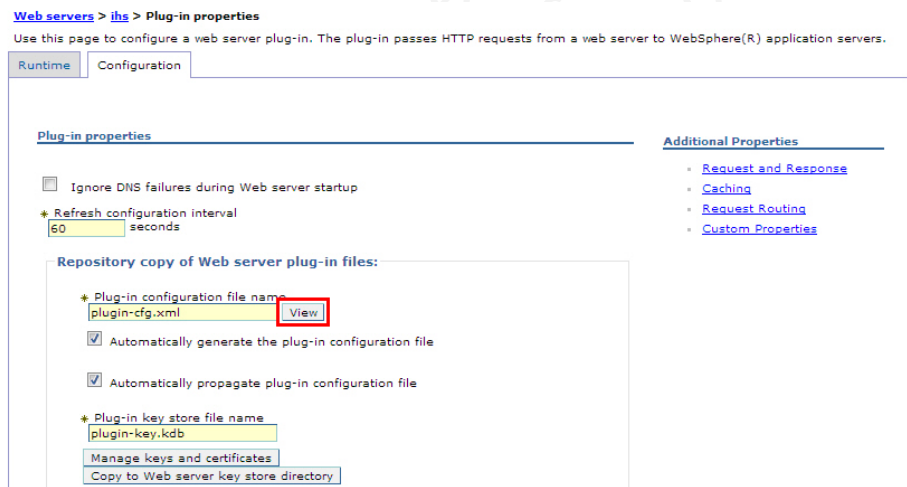 Web servers > ihs > Plug-in properties
Use this page to configure a web server plug-in. The plug-in passes HTTP requests from a web server to WebSphere(R) application servers.
Runtime Configuration
Plug-in properties
Ignore DNS failures during Web server startup
* Refresh configuration interval
60 seconds
Repository copy of Web server plug-in files:
* Plug-in configuration file name
plugin-cfg.xml View
Automatically generate the plug-in configuration file
Automatically propagate plug-in configuration file
* Plug-in key store file name
plugin-key.kdb
Manage keys and certificates
Copy to Web server key store directory
Additional Properties
Request and Response
Caching
Request Routing
Custom Properties